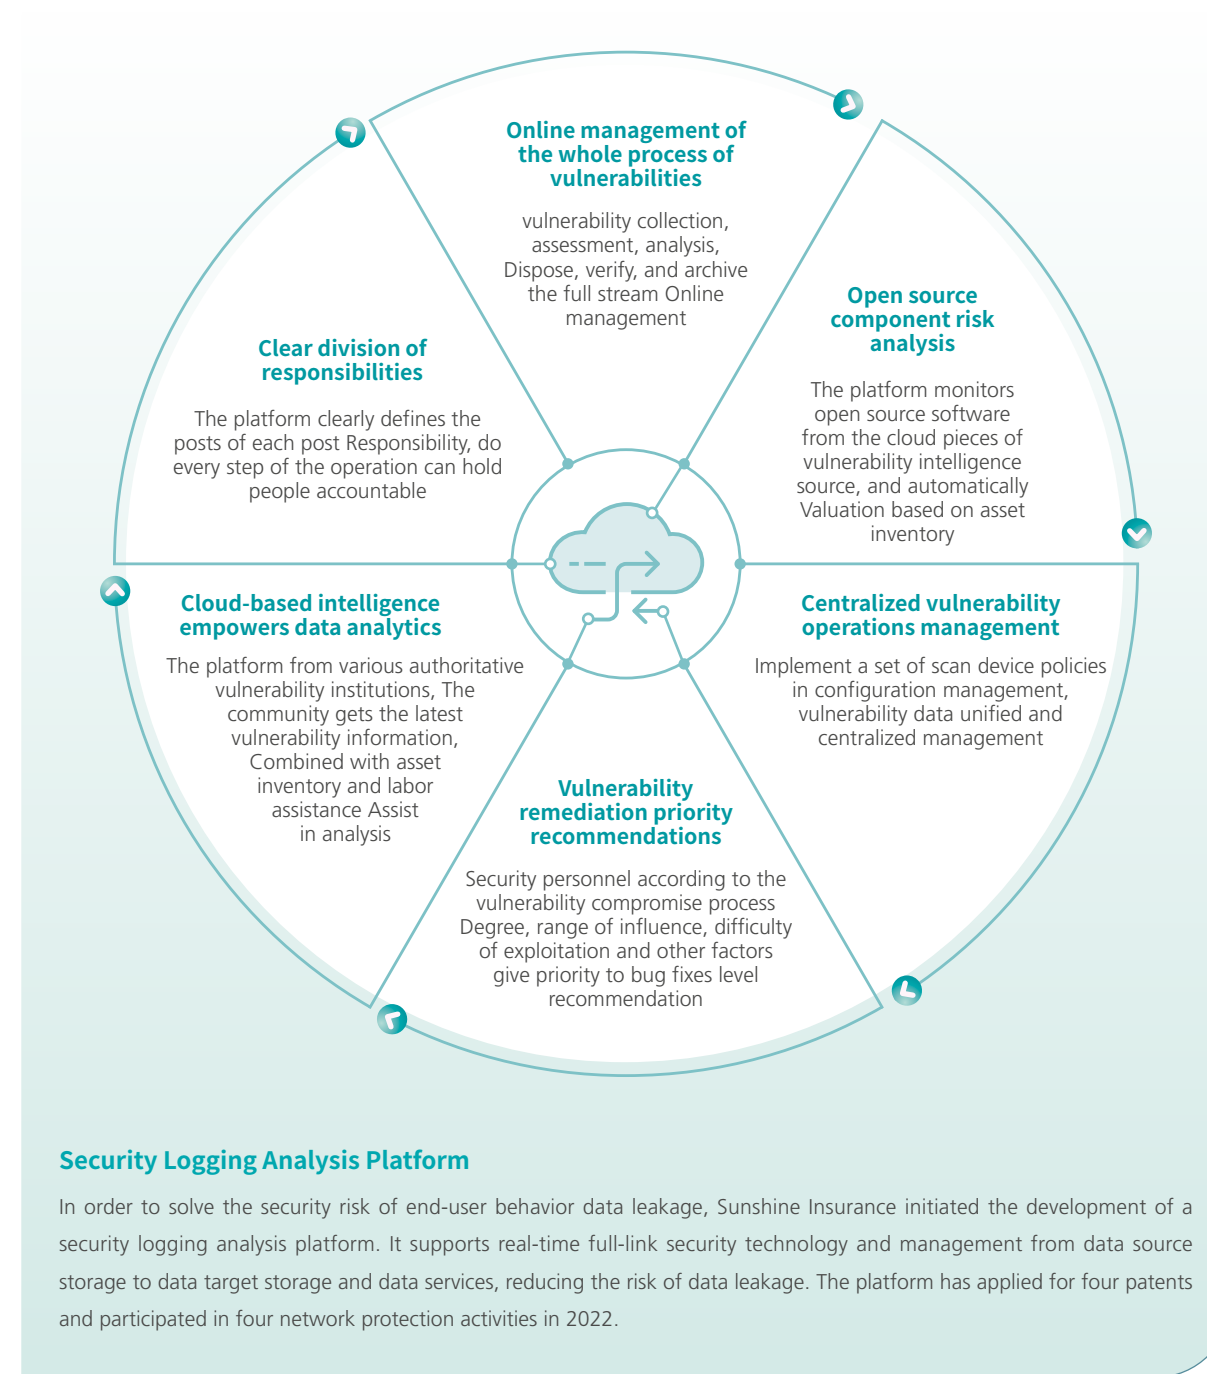 Online management of
the whole process of
vulnerabilities
vulnerability collection,
assessment, analysis,
Dispose, verify, and archive
the full stream Online
management
Open source
component risk
analysis
The platform monitors
open source software
from the cloud pieces of
vulnerability intelligence
source, and automatically
Valuation based on asset
inventory
Centralized vulnerability
operations management
Implement a set of scan device policies
in configuration management,
vulnerability data unified and
centralized management
Vulnerability
remediation priority
recommendations
Security personnel according to the
vulnerability compromise process
Degree, range of influence, difficulty
of exploitation and other factors
give priority to bug fixes level
recommendation
Cloud-based intelligence
empowers data analytics
The platform from various authoritative
vulnerability institutions, The
community gets the latest
vulnerability information,
Combined with asset
inventory and labor
assistance Assist
in analysis
Clear division of
responsibilities
The platform clearly defines the
posts of each post Responsibility, do
every step of the operation can hold
people accountable
Security Logging Analysis Platform
In order to solve the security risk of end-user behavior data leakage, Sunshine Insurance initiated the development of a
security logging analysis platform. It supports real-time full-link security technology and management from data source
storage to data target storage and data services, reducing the risk of data leakage. The platform has applied for four patents
and participated in four network protection activities in 2022.